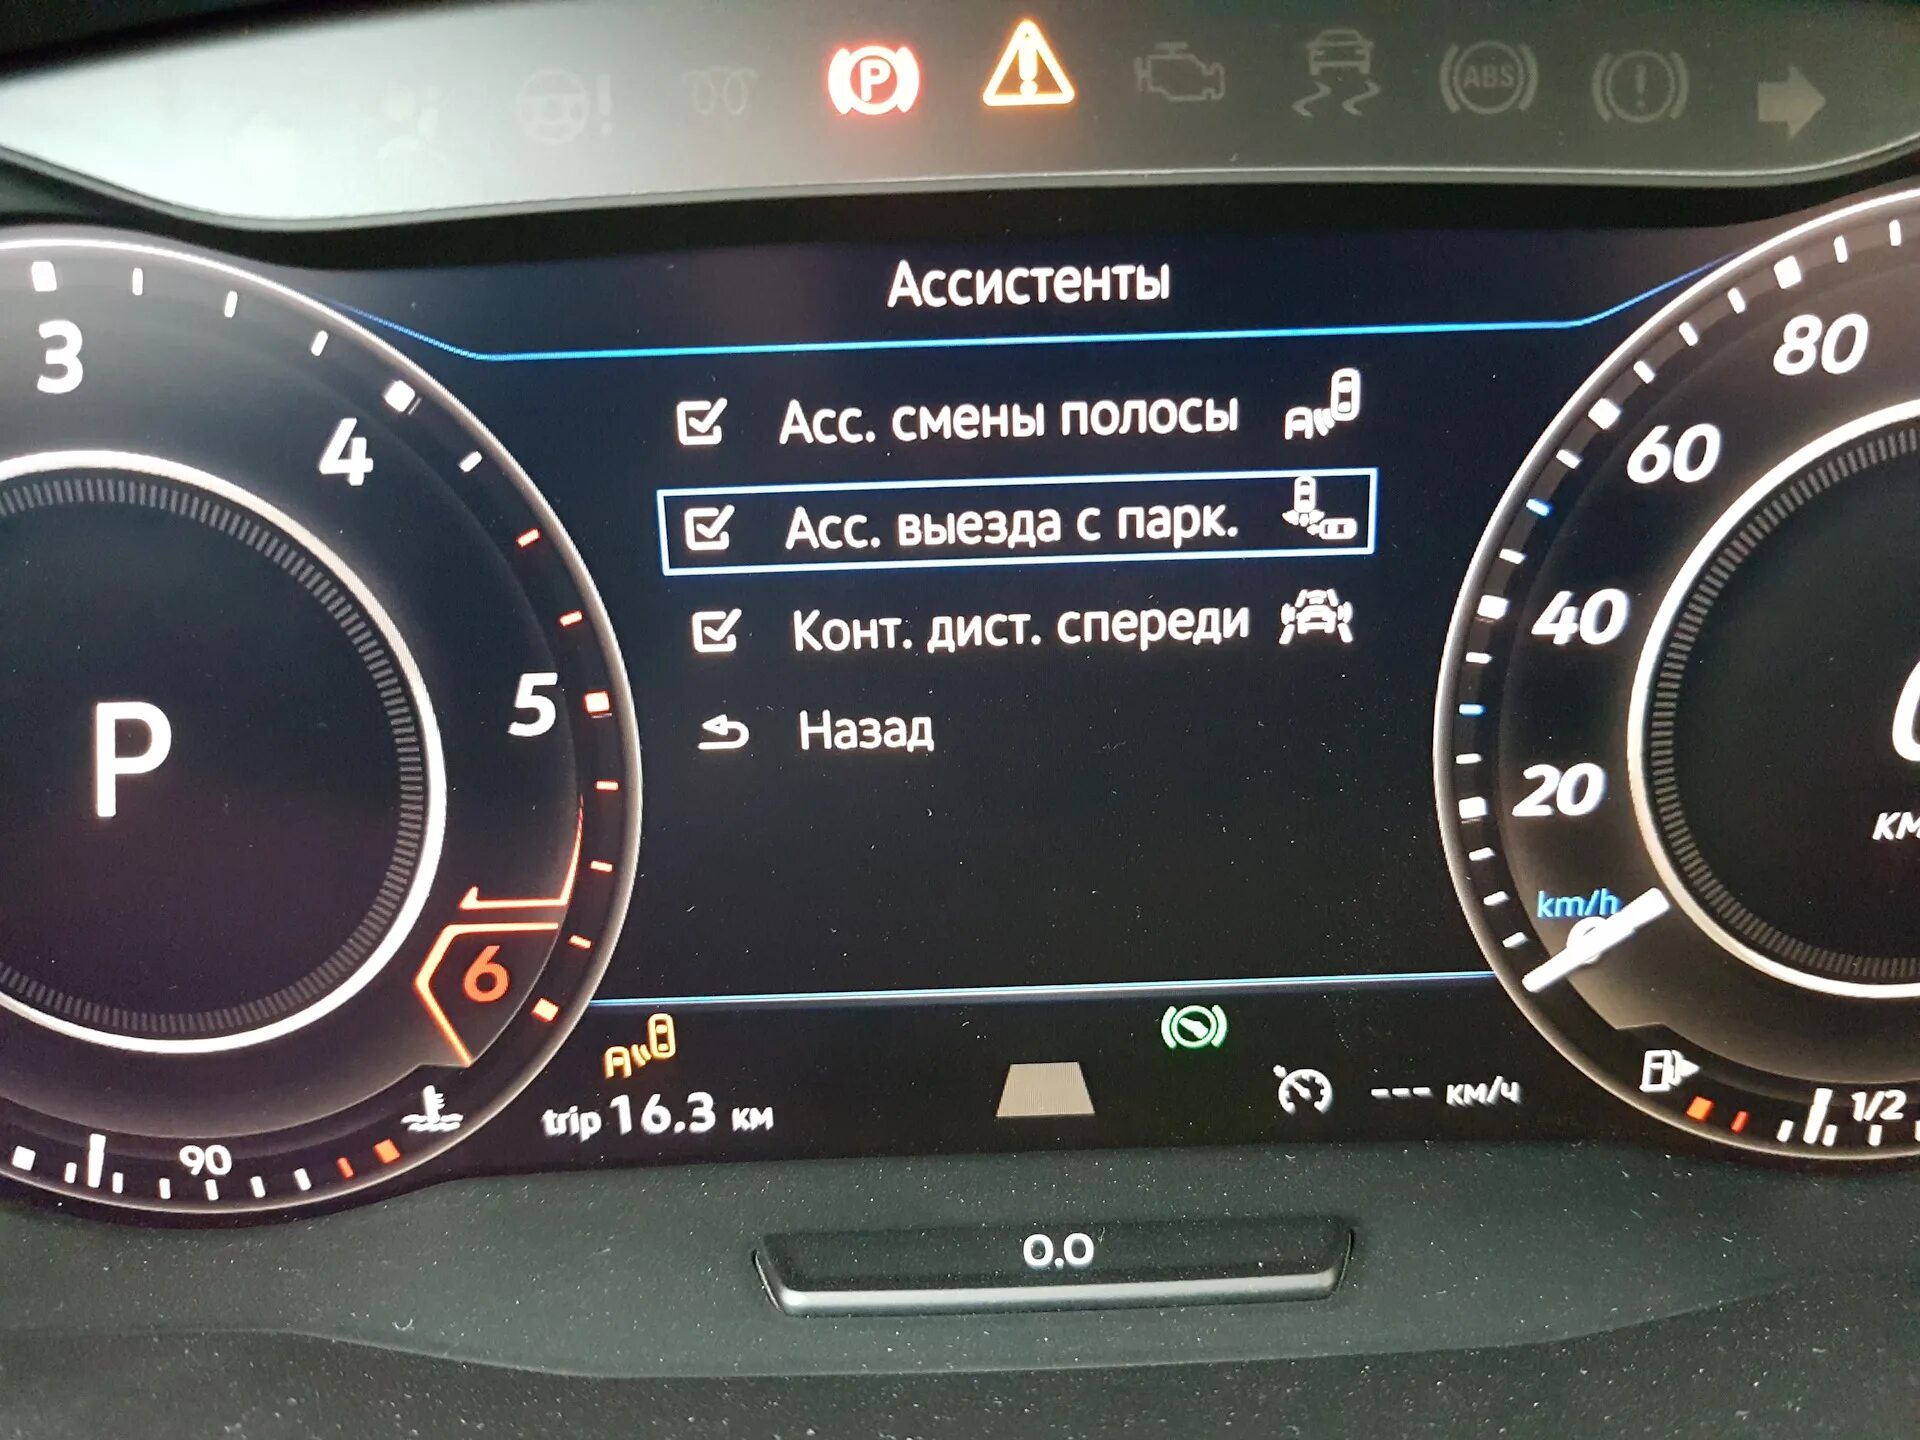 P
ABS
Ассистенты
3
4
5
6
P
90
Асс. смены полосы A
Асс. выезда с парк.
Конт. дист. спереди
Назад
80
60
40
20
km/h
A
trip 16.3 км
--- км/ч
1/2
0.0